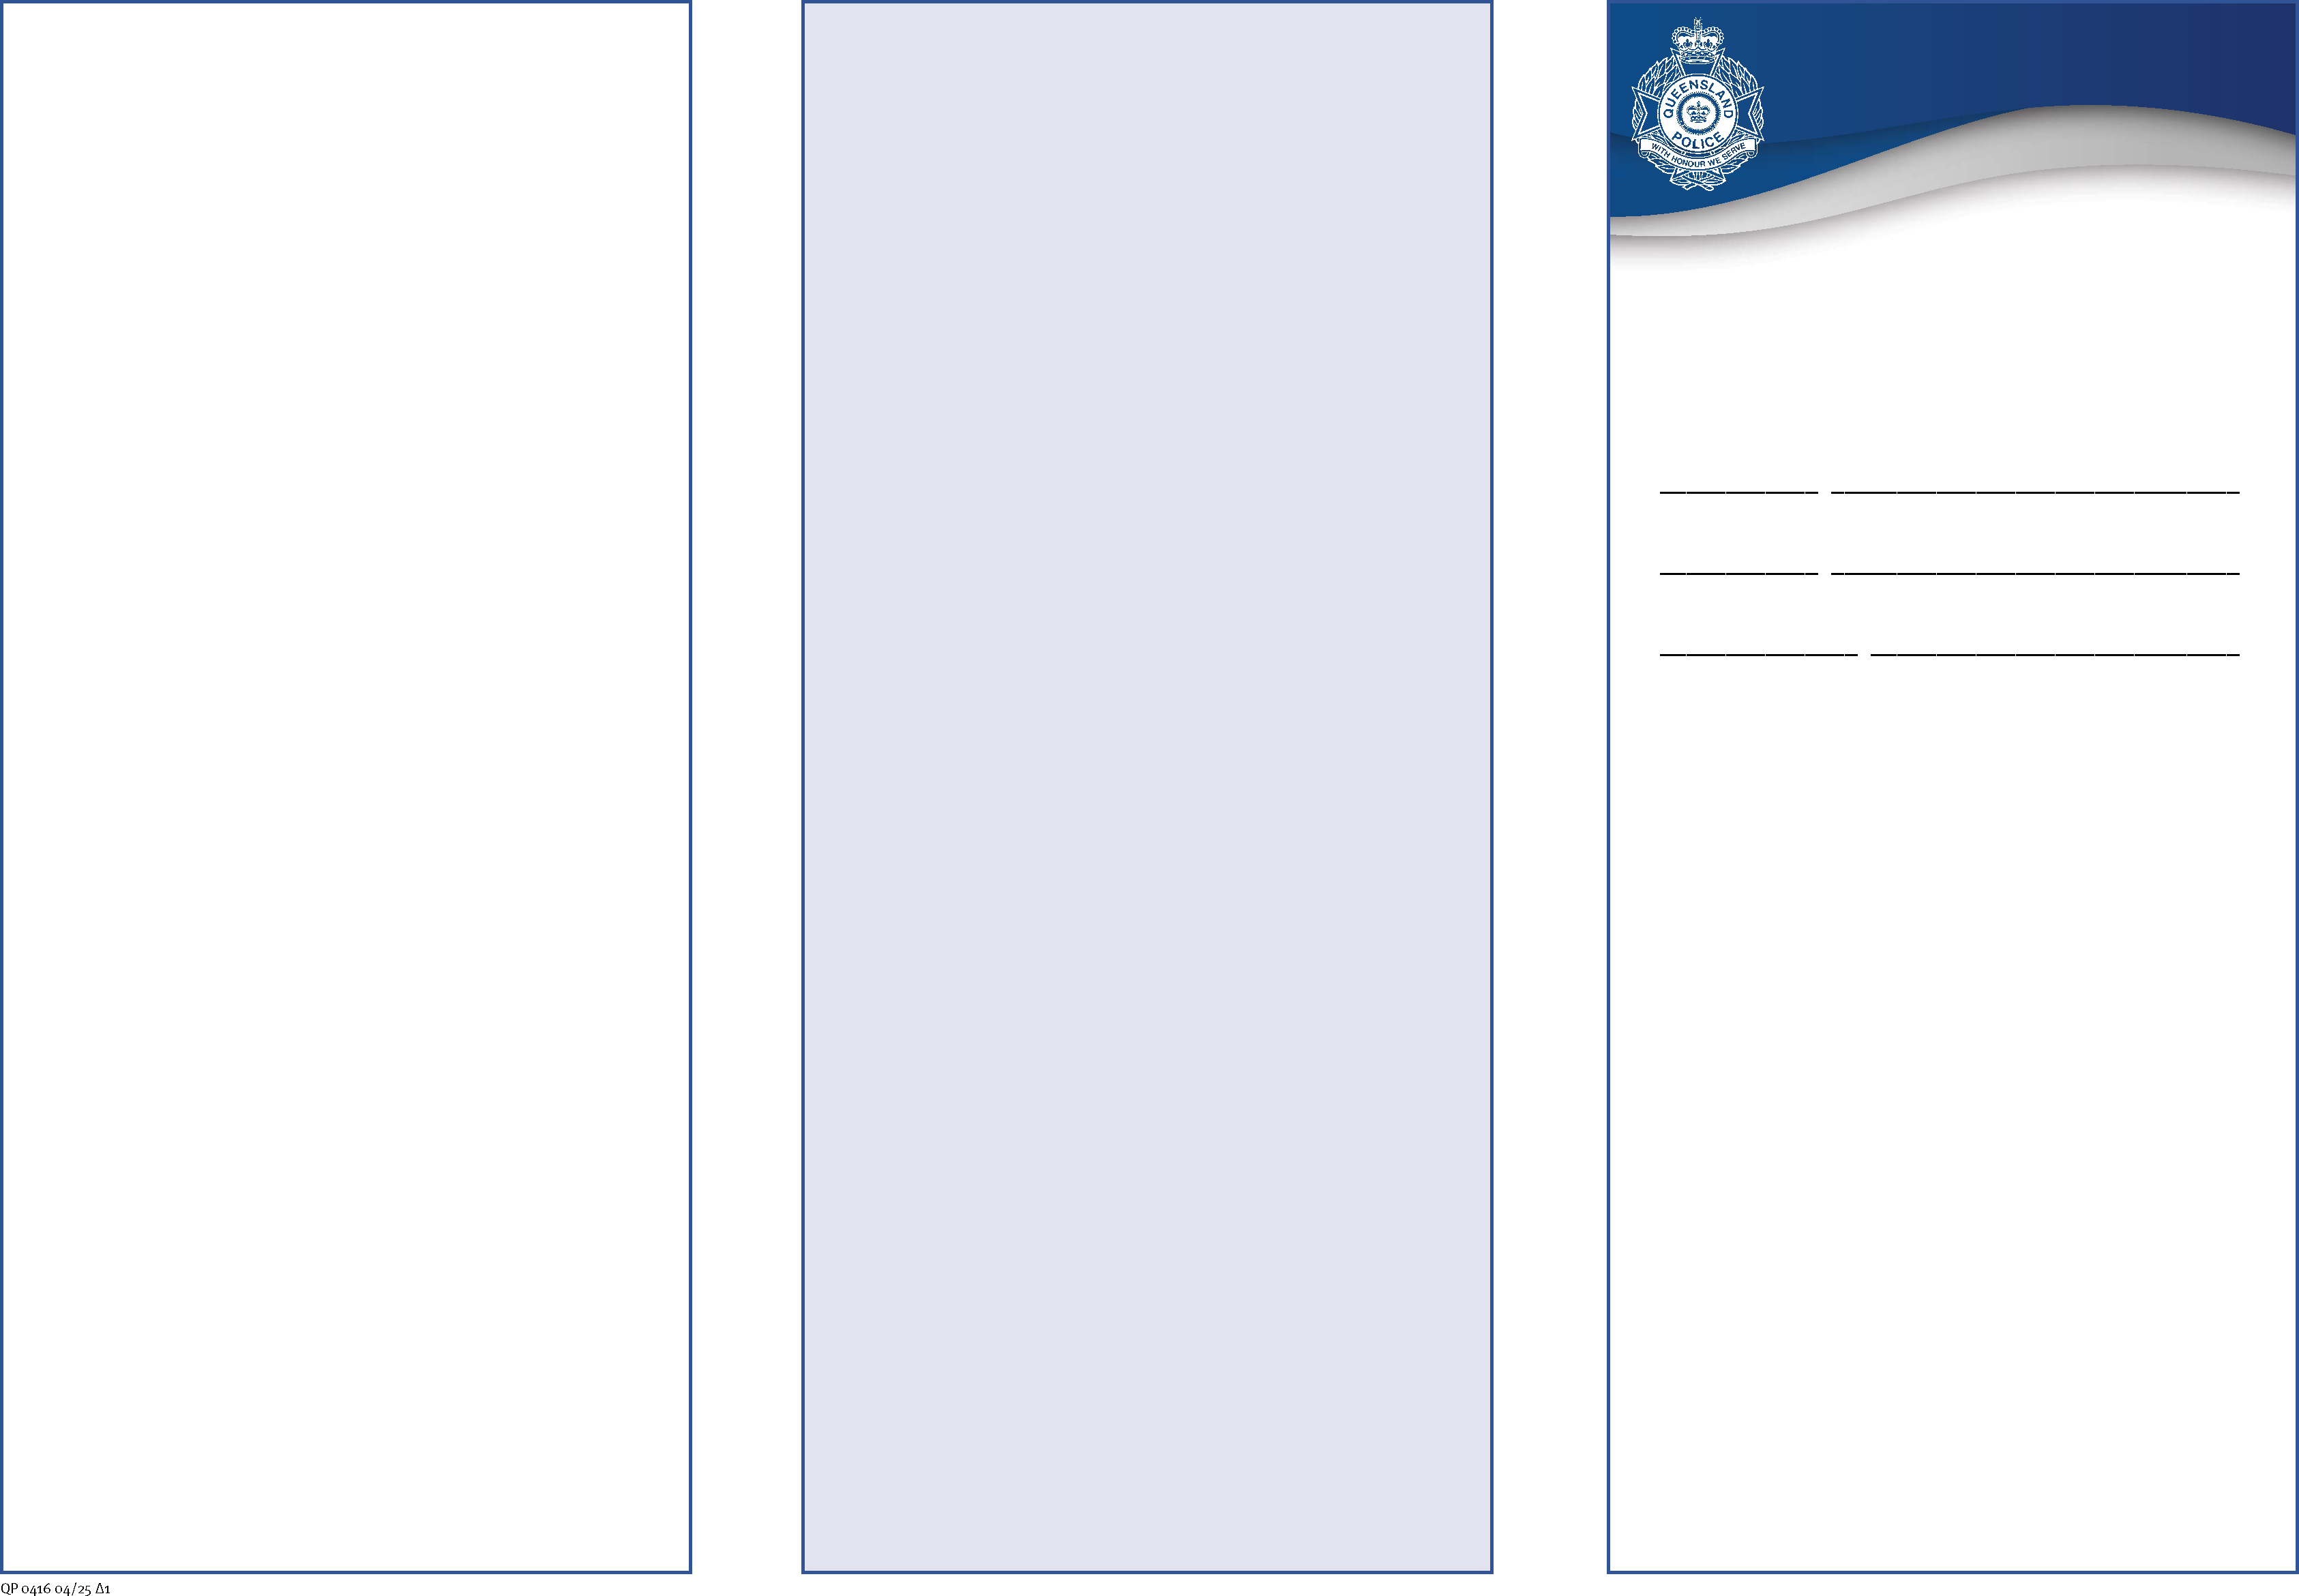 QUEENSLAND
POLICE
WITH HONOUR WE SERVE
QP 0416 04/25 Δ1